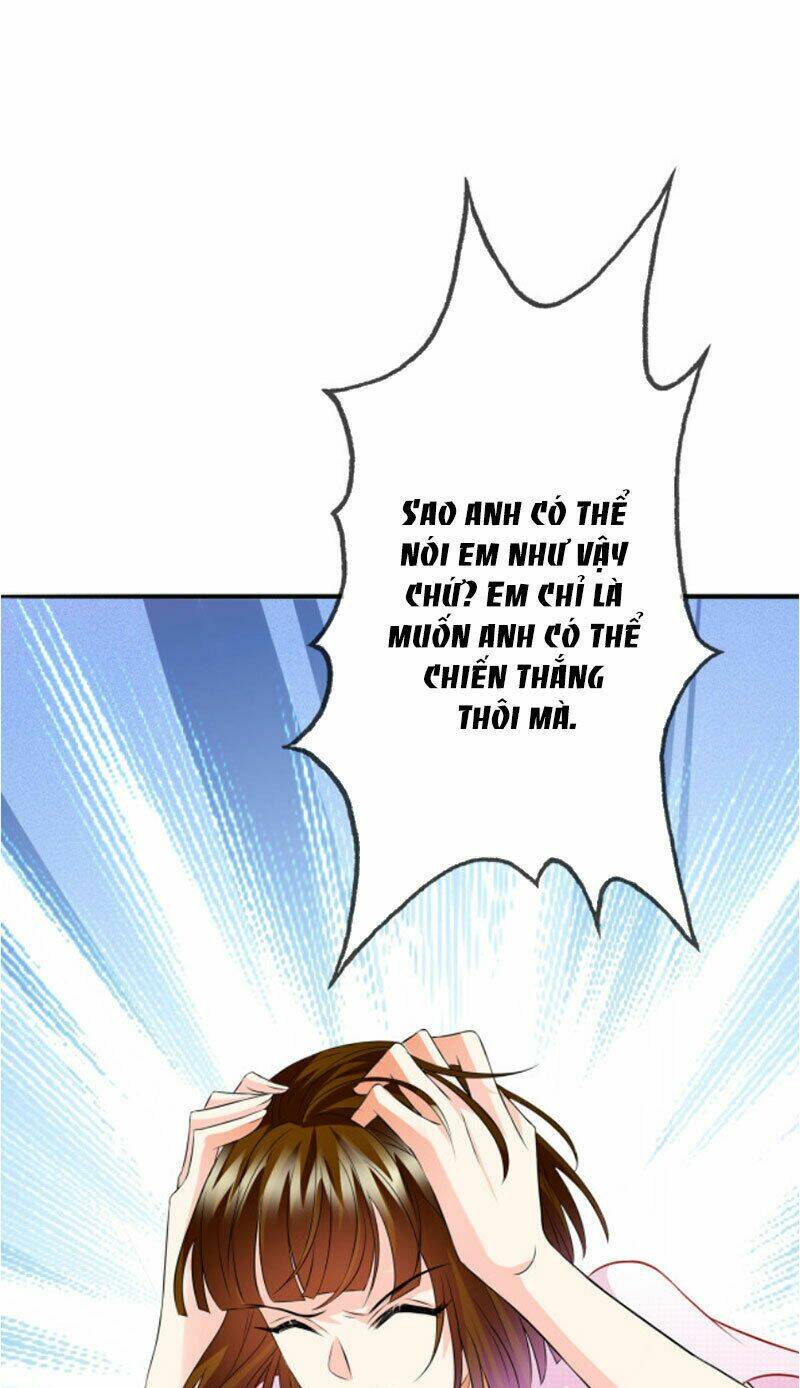 SAO ANH CÓ THỂ
NÓI EM NHƯ VẬY
CHỨ? EM CHỈ LÀ
MUỐN ANH CÓ THỂ
CHIẾN THẮNG
THÔI MÀ.